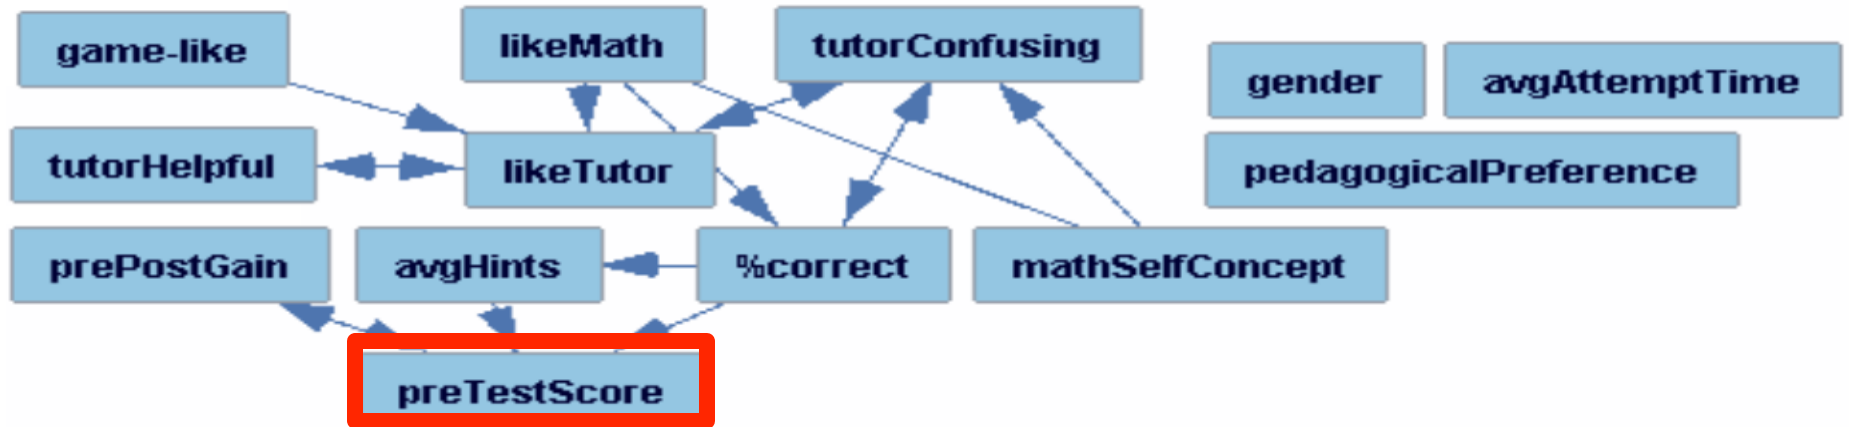 game-like
likeMath
tutorConfusing
gender
avgAttemptTime
tutorHelpful
likeTutor
pedagogicalPreference
prePostGain
avgHints
%correct
mathSelfConcept
preTestScore